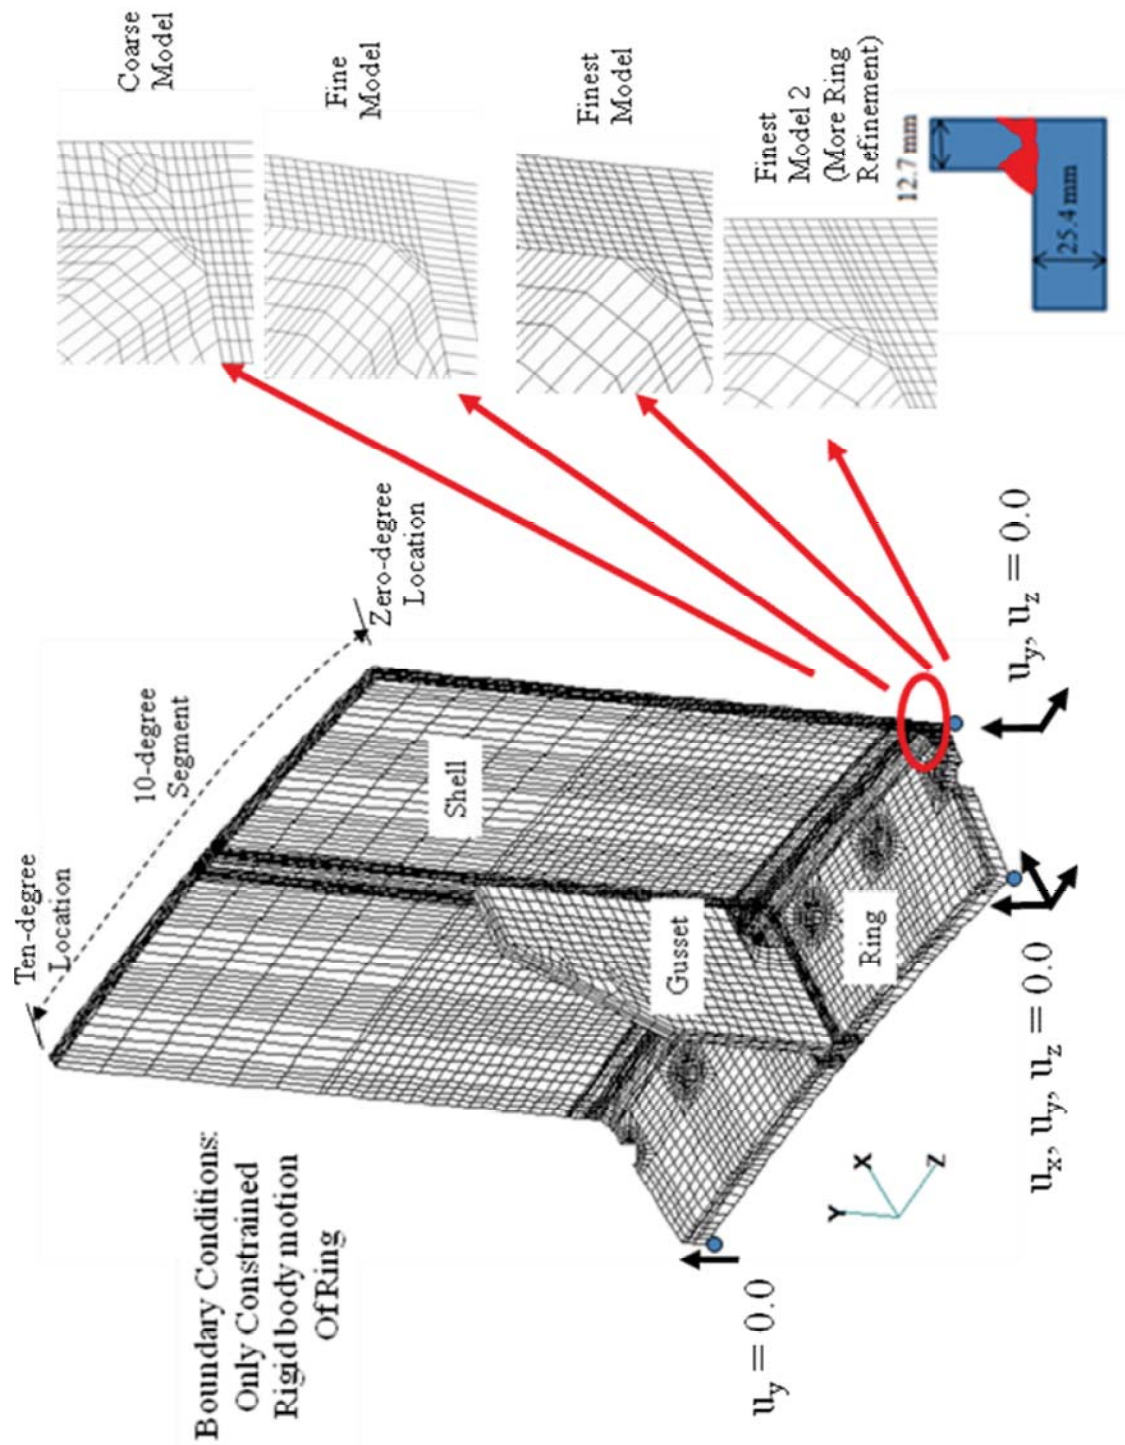 Coarse
Model
Fine
Model
Finest
Model
Finest
Model 2
(More Ring
Refinement)
12.7 mm
25.4 mm
Ten-degree
Location
10-degree
Segment
Zero-degree
Location
Shell
Gusset
Ring
Boundary Conditions:
Only Constrained
Rigid body motion
Of Ring
Y
X
Z
u_y = 0.0
u_x, u_y, u_z = 0.0
u_y, u_z = 0.0